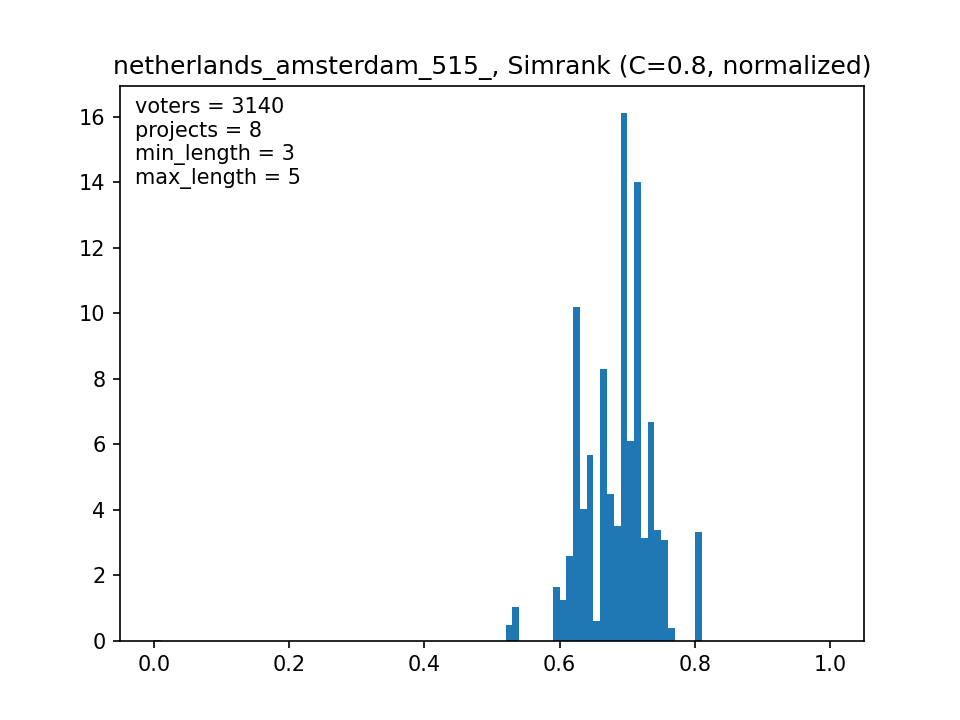 netherlands_amsterdam_515_, Simrank (C=0.8, normalized)
voters = 3140
projects = 8
min_length = 3
max_length = 5
16
14
12
10
8
6
4
2
0
0.0 0.2 0.4 0.6 0.8 1.0